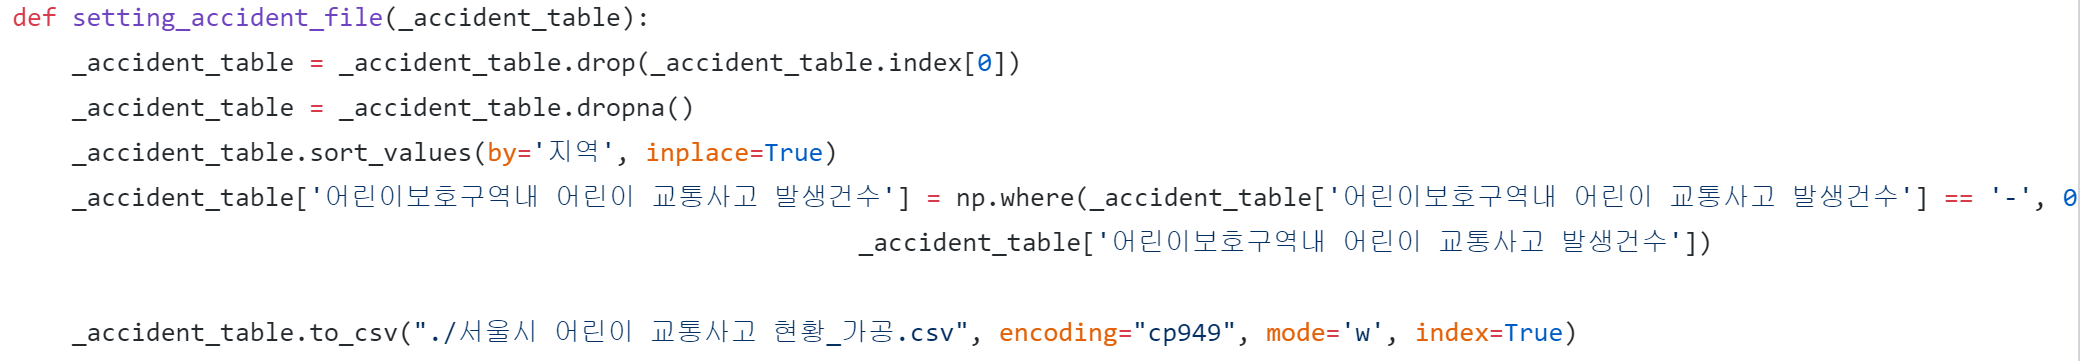 def setting_accident_file(_accident_table):
    _accident_table = _accident_table.drop(_accident_table.index[0])
    _accident_table = _accident_table.dropna()
    _accident_table.sort_values(by='지역', inplace=True)
    _accident_table['어린이보호구역내 어린이 교통사고 발생건수'] = np.where(_accident_table['어린이보호구역내 어린이 교통사고 발생건수'] == '-', 0
                                                     _accident_table['어린이보호구역내 어린이 교통사고 발생건수'])
    _accident_table.to_csv("./서울시 어린이 교통사고 현황_가공.csv", encoding="cp949", mode='w', index=True)